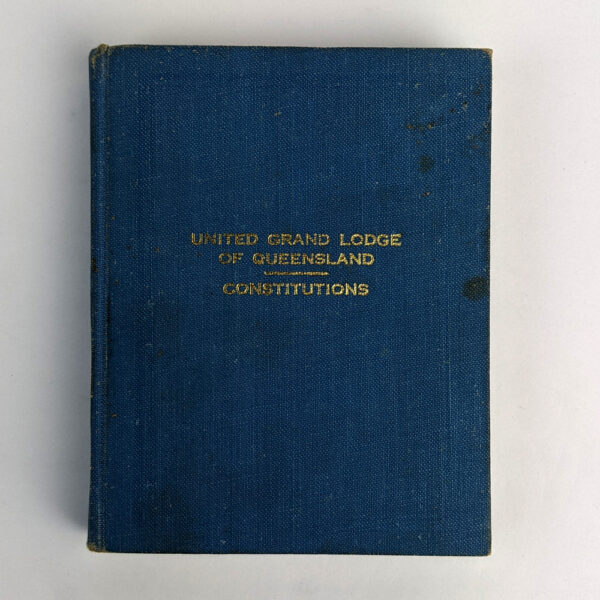 UNITED GRAND LODGE
OF QUEENSLAND
CONSTITUTIONS